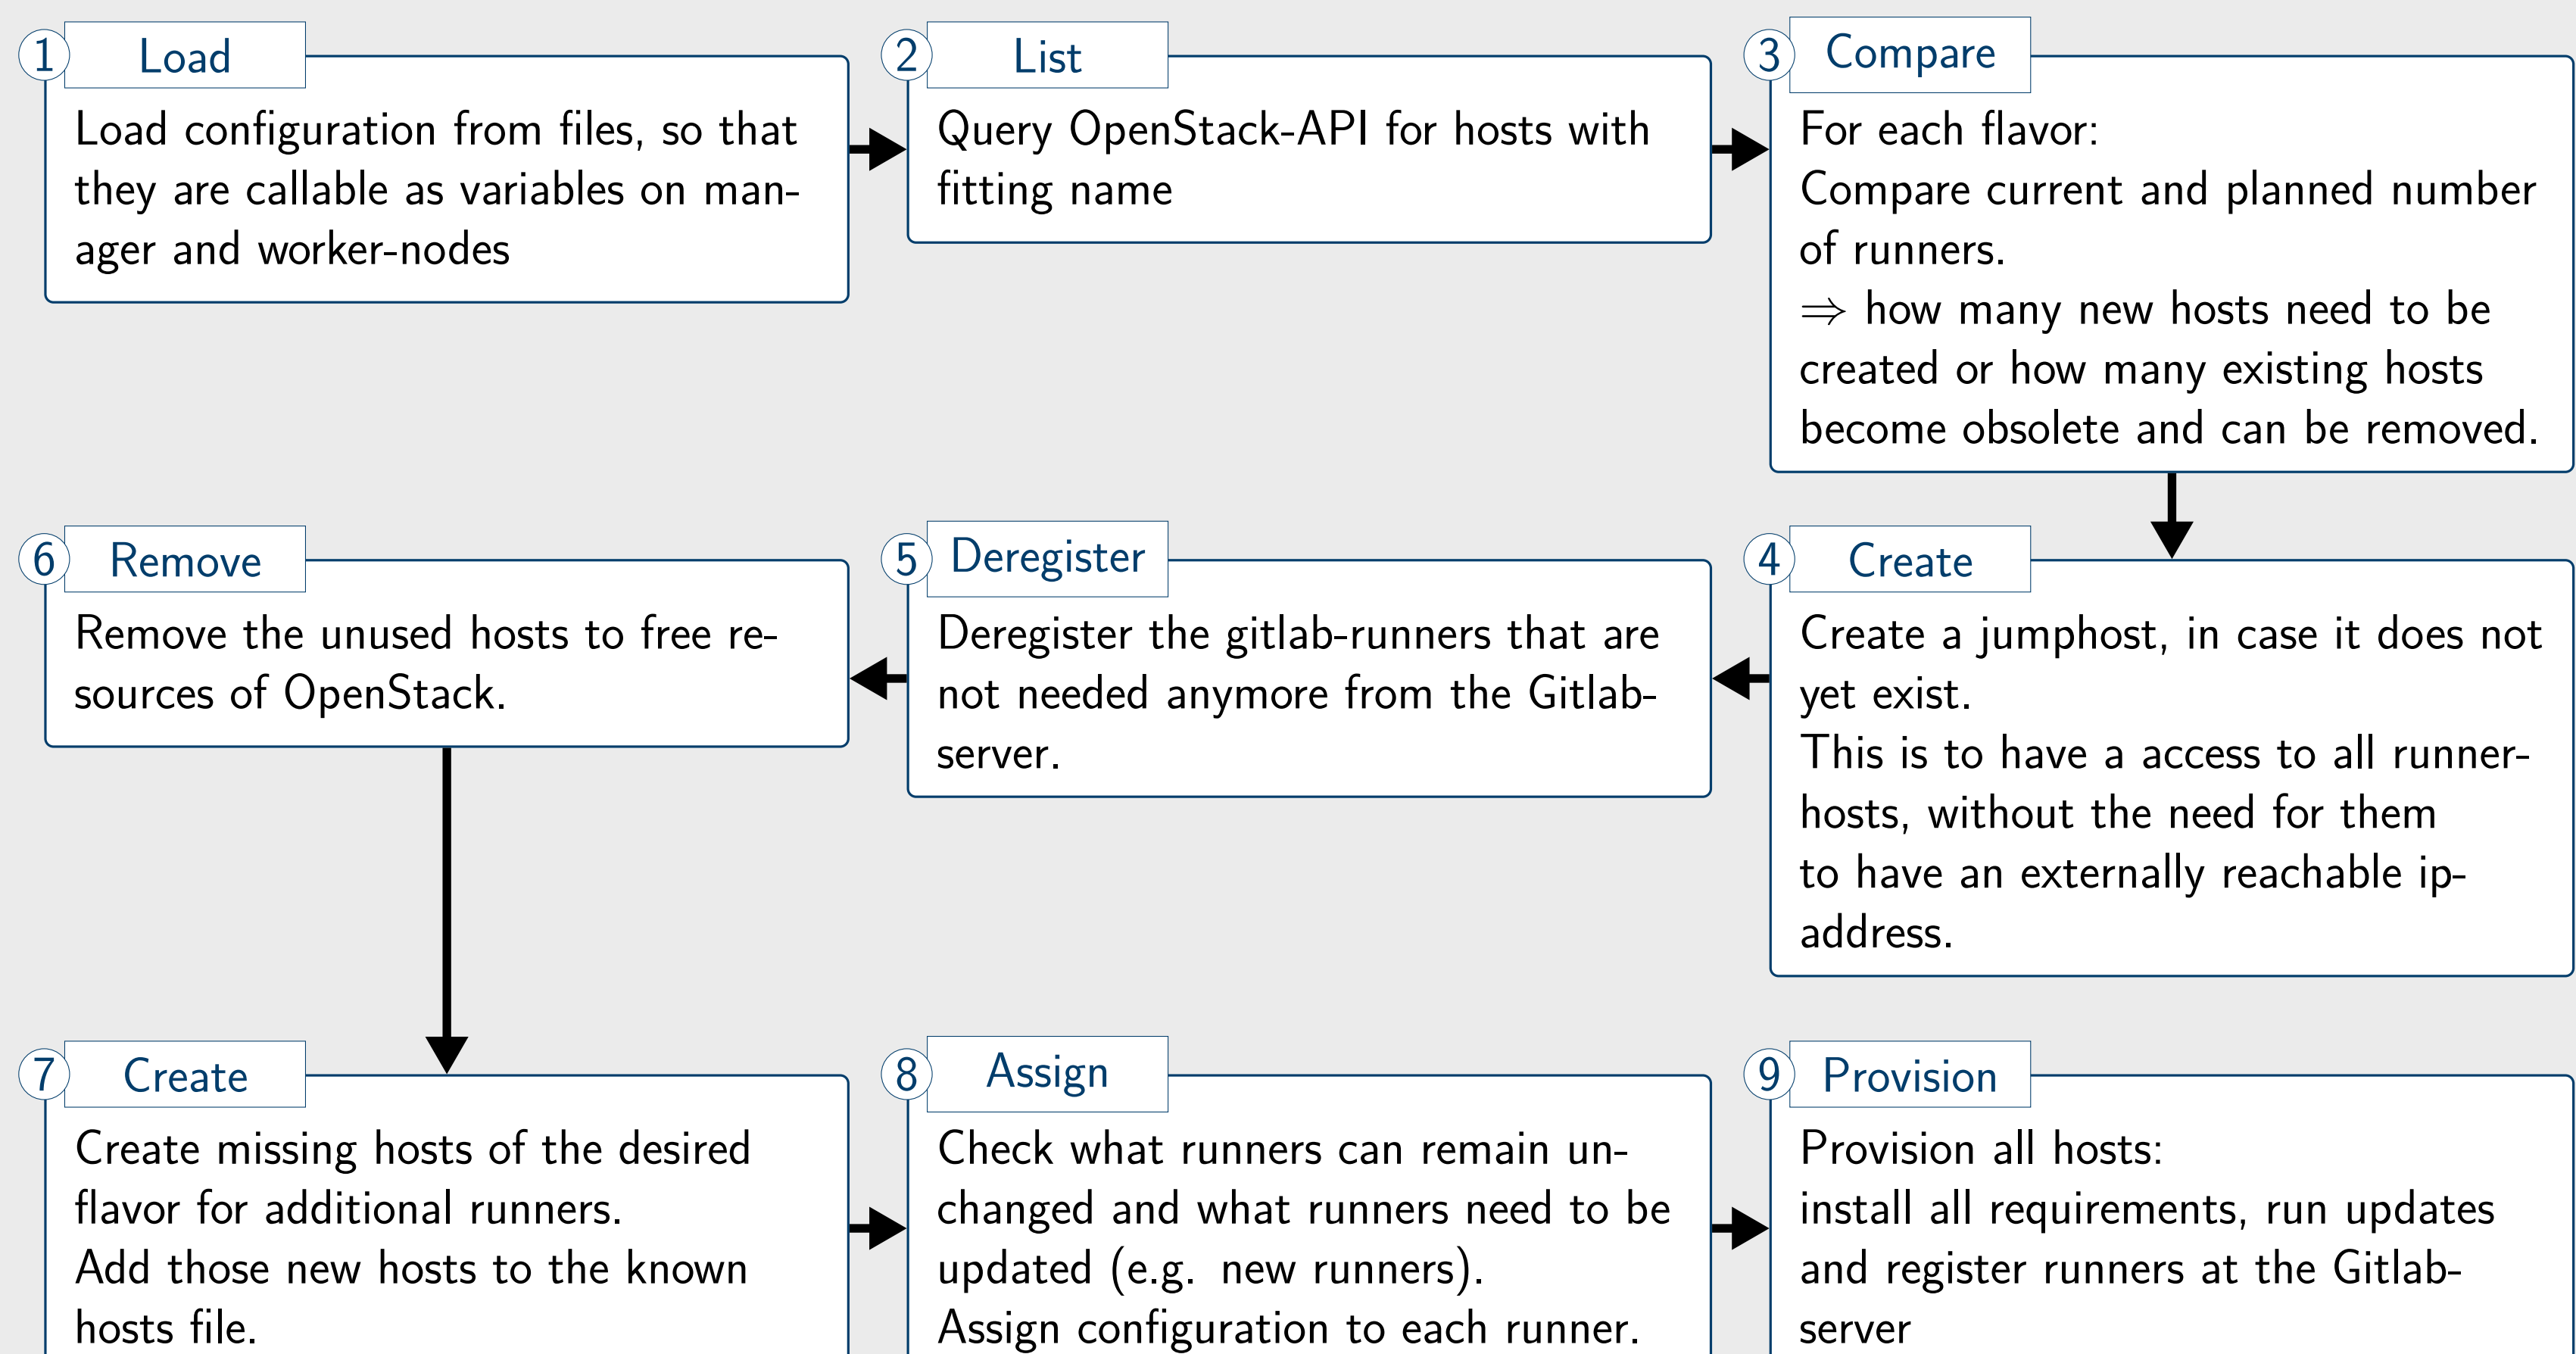 1 Load
Load configuration from files, so that
they are callable as variables on man-
ager and worker-nodes
2 List
Query OpenStack-API for hosts with
fitting name
3 Compare
For each flavor:
Compare current and planned number
of runners.
⇒ how many new hosts need to be
created or how many existing hosts
become obsolete and can be removed.
4 Create
Create a jumphost, in case it does not
yet exist.
This is to have a access to all runner-
hosts, without the need for them
to have an externally reachable ip-
address.
5 Deregister
Deregister the gitlab-runners that are
not needed anymore from the Gitlab-
server.
6 Remove
Remove the unused hosts to free re-
sources of OpenStack.
7 Create
Create missing hosts of the desired
flavor for additional runners.
Add those new hosts to the known
hosts file.
8 Assign
Check what runners can remain un-
changed and what runners need to be
updated (e.g. new runners).
Assign configuration to each runner.
9 Provision
Provision all hosts:
install all requirements, run updates
and register runners at the Gitlab-
server